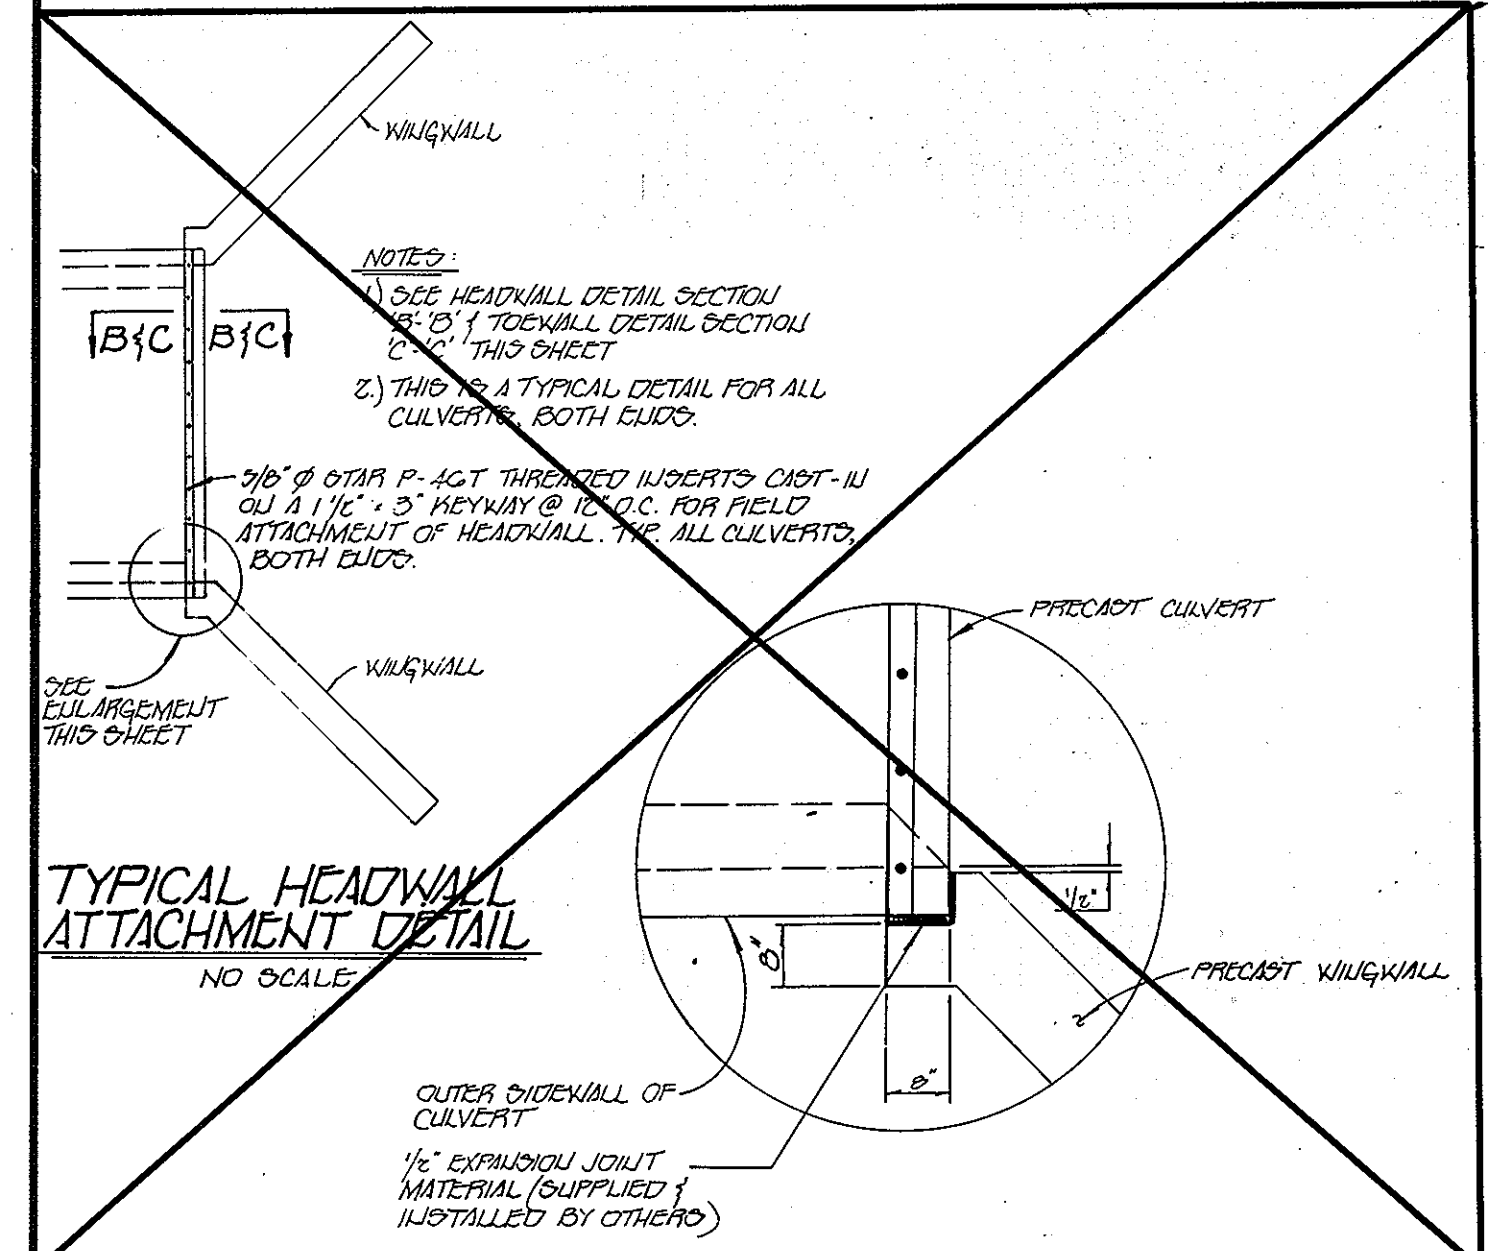 WINGWALL
NOTES:
1) SEE HEADWALL DETAIL SECTION
'B'-'B' & TOEWALL DETAIL SECTION
'C'-'C' THIS SHEET
2.) THIS IS A TYPICAL DETAIL FOR ALL
CULVERTS, BOTH ENDS.
B&C B&C
5/8" Ø STAR P-46T THREADED INSERTS CAST-IN
ON A 1 1/2" x 3" KEYWAY @ 12" O.C. FOR FIELD
ATTACHMENT OF HEADWALL. TYP. ALL CULVERTS,
BOTH ENDS.
WINGWALL
SEE
ENLARGEMENT
THIS SHEET
PRECAST CULVERT
TYPICAL HEADWALL
ATTACHMENT DETAIL
NO SCALE
1/2"
8"
PRECAST WINGWALL
8"
OUTER SIDEWALL OF
CULVERT
1/2" EXPANSION JOINT
MATERIAL (SUPPLIED &
INSTALLED BY OTHERS)